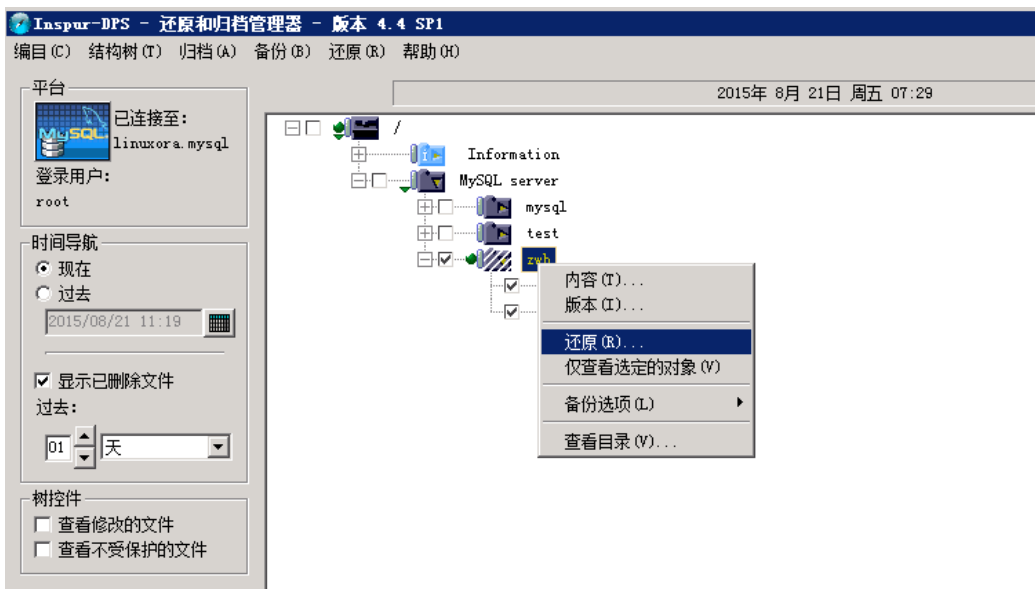 Inspur-DPS - 还原和归档管理器 - 版本 4.4 SP1
编目(C) 结构树(T) 归档(A) 备份(B) 还原(R) 帮助(H)
平台
2015年 8月 21日 周五 07:29
MySQL
已连接至:
linuxora.mysql
登录用户:
root
/
Information
MySQL server
mysql
test
zwh
时间导航
现在
过去
2015/08/21 11:19
显示已删除文件
过去:
01 天
树控件
查看修改的文件
查看不受保护的文件
内容(T)...
版本(I)...
还原(R)...
仅查看选定的对象(V)
备份选项(L)
查看目录(V)...